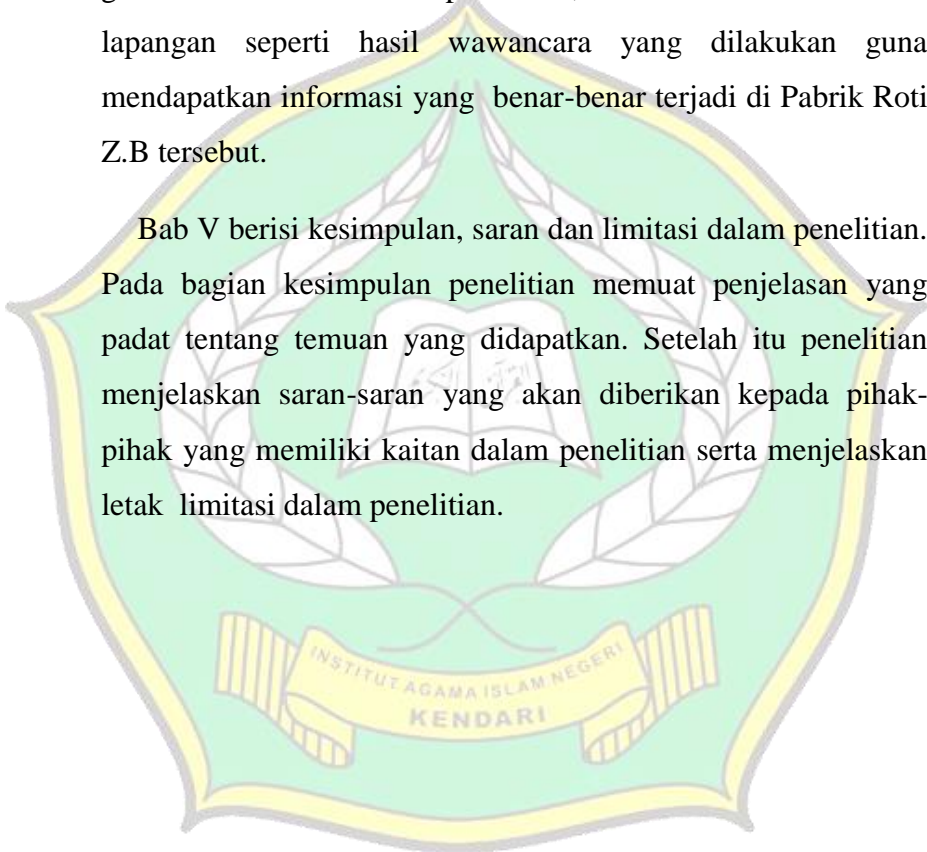 lapangan seperti hasil wawancara yang dilakukan guna
mendapatkan informasi yang benar-benar terjadi di Pabrik Roti
Z.B tersebut.
Bab V berisi kesimpulan, saran dan limitasi dalam penelitian.
Pada bagian kesimpulan penelitian memuat penjelasan yang
padat tentang temuan yang didapatkan. Setelah itu penelitian
menjelaskan saran-saran yang akan diberikan kepada pihak-
pihak yang memiliki kaitan dalam penelitian serta menjelaskan
letak limitasi dalam penelitian.
INSTITUT AGAMA ISLAM NEGERI
KENDARI